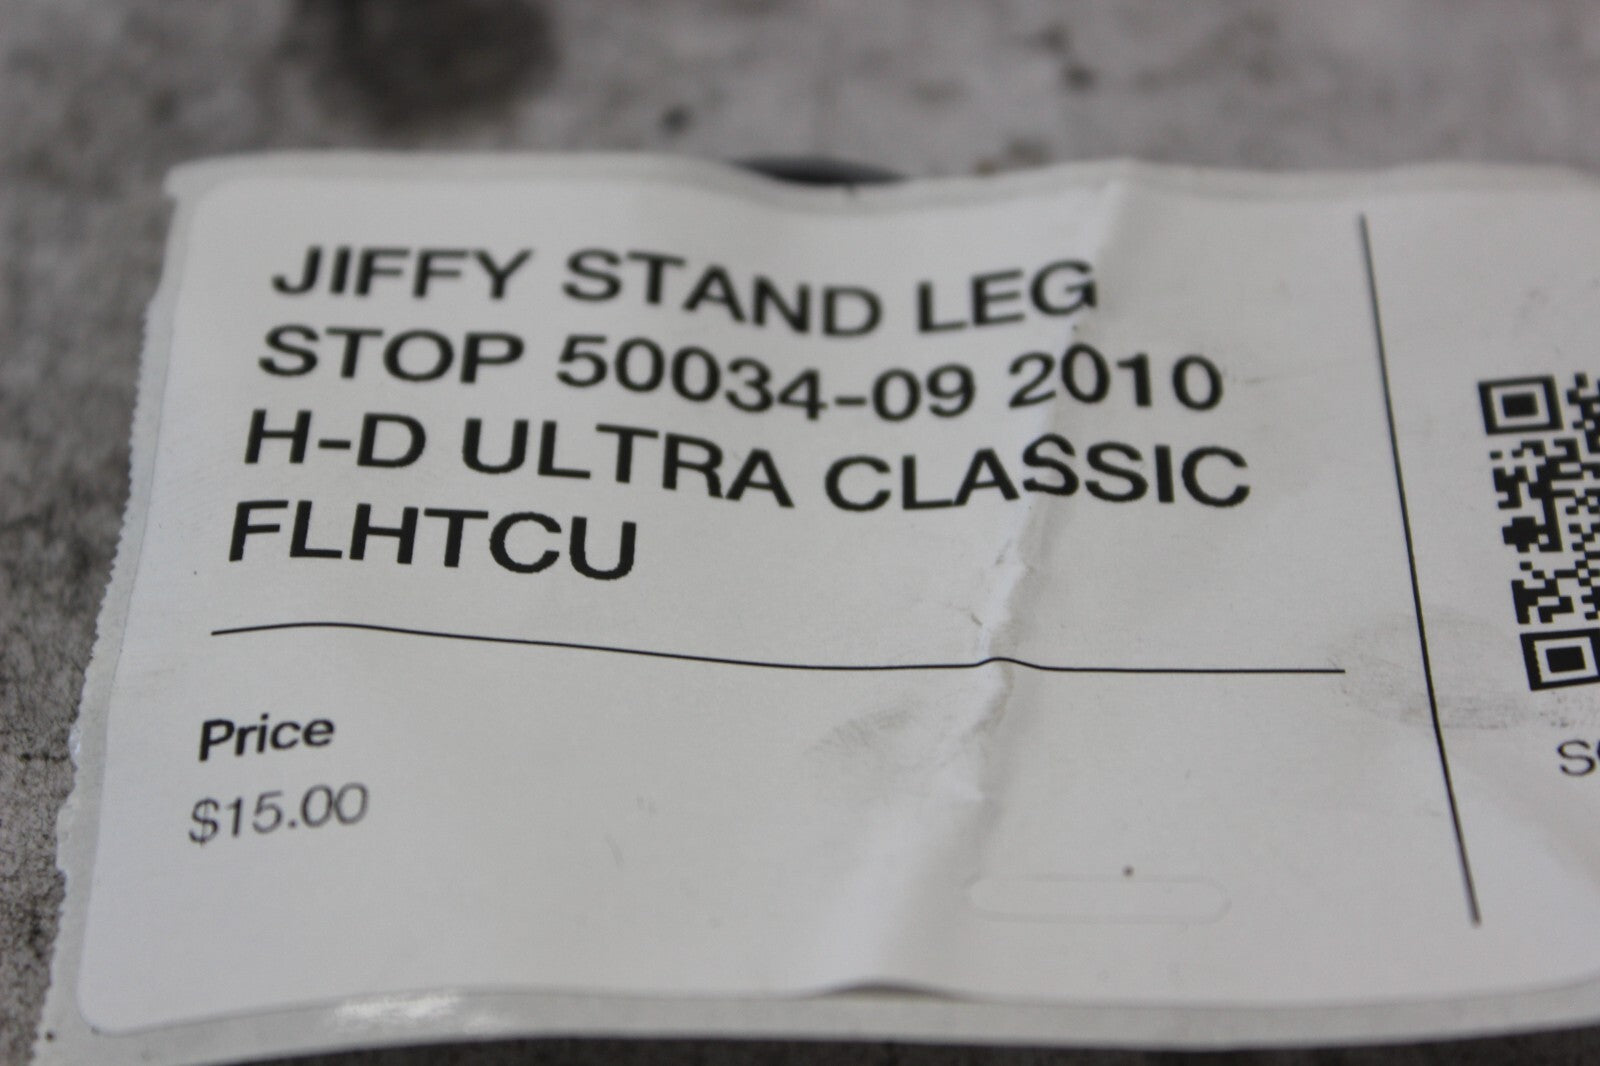 JIFFY STAND LEG
STOP 50034-09 2010
H-D ULTRA CLASSIC
FLHTCU
Price
$15.00